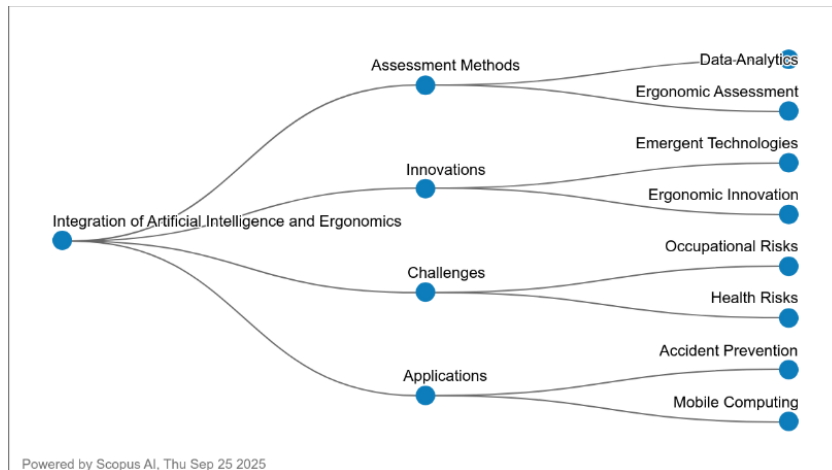 Assessment Methods
Data Analytics
Ergonomic Assessment
Innovations
Emergent Technologies
Ergonomic Innovation
Integration of Artificial Intelligence and Ergonomics
Challenges
Occupational Risks
Health Risks
Applications
Accident Prevention
Mobile Computing
Powered by Scopus AI, Thu Sep 25 2025